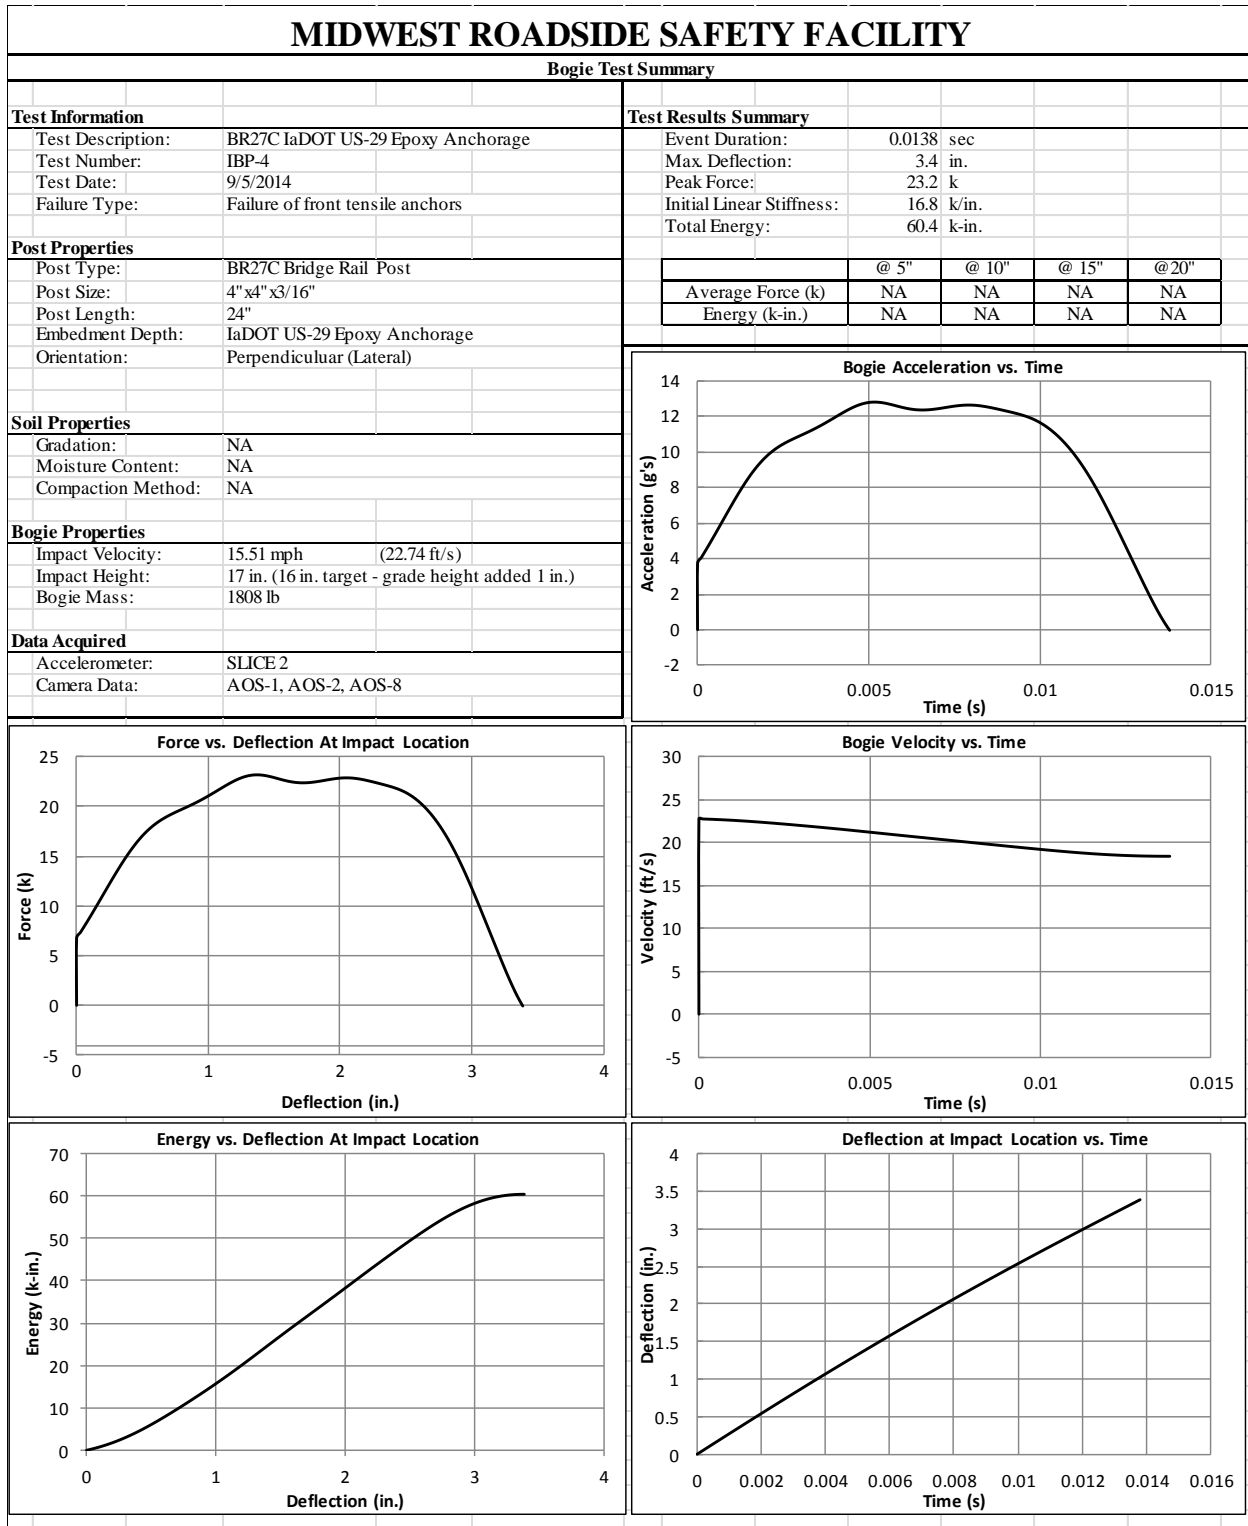 MIDWEST ROADSIDE SAFETY FACILITY
Bogie Test Summary
Test Information
Test Description: BR27C IaDOT US-29 Epoxy Anchorage
Test Number: IBP-4
Test Date: 9/5/2014
Failure Type: Failure of front tensile anchors
Post Properties
Post Type: BR27C Bridge Rail Post
Post Size: 4"x4"x3/16"
Post Length: 24"
Embedment Depth: IaDOT US-29 Epoxy Anchorage
Orientation: Perpendiculuar (Lateral)
Soil Properties
Gradation: NA
Moisture Content: NA
Compaction Method: NA
Bogie Properties
Impact Velocity: 15.51 mph (22.74 ft/s)
Impact Height: 17 in. (16 in. target - grade height added 1 in.)
Bogie Mass: 1808 lb
Data Acquired
Accelerometer: SLICE 2
Camera Data: AOS-1, AOS-2, AOS-8
Test Results Summary
Event Duration: 0.0138 sec
Max. Deflection: 3.4 in.
Peak Force: 23.2 k
Initial Linear Stiffness: 16.8 k/in.
Total Energy: 60.4 k-in.
@ 5" @ 10" @ 15" @20"
Average Force (k) NA NA NA NA
Energy (k-in.) NA NA NA NA
Bogie Acceleration vs. Time
Acceleration (g's)
14
12
10
8
6
4
2
0
-2
0 0.005 0.01 0.015
Time (s)
Force vs. Deflection At Impact Location
Force (k)
25
20
15
10
5
0
-5
0 1 2 3 4
Deflection (in.)
Bogie Velocity vs. Time
Velocity (ft/s)
30
25
20
15
10
5
0
-5
0 0.005 0.01 0.015
Time (s)
Energy vs. Deflection At Impact Location
Energy (k-in.)
70
60
50
40
30
20
10
0
0 1 2 3 4
Deflection (in.)
Deflection at Impact Location vs. Time
Deflection (in.)
4
3.5
3
2.5
2
1.5
1
0.5
0
0 0.002 0.004 0.006 0.008 0.01 0.012 0.014 0.016
Time (s)